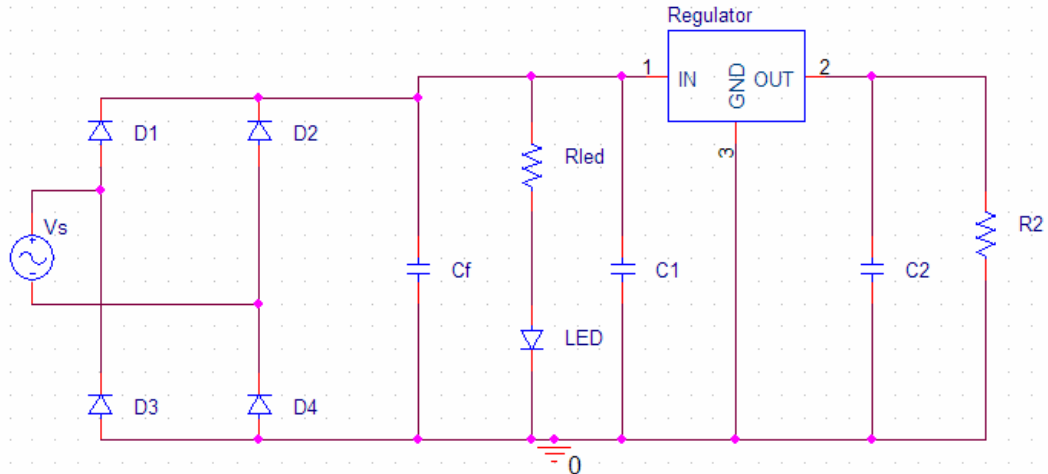 Regulator
1
IN
GND
OUT
2
3
D1
D2
Rled
Vs
R2
Cf
C1
C2
LED
D3
D4
0